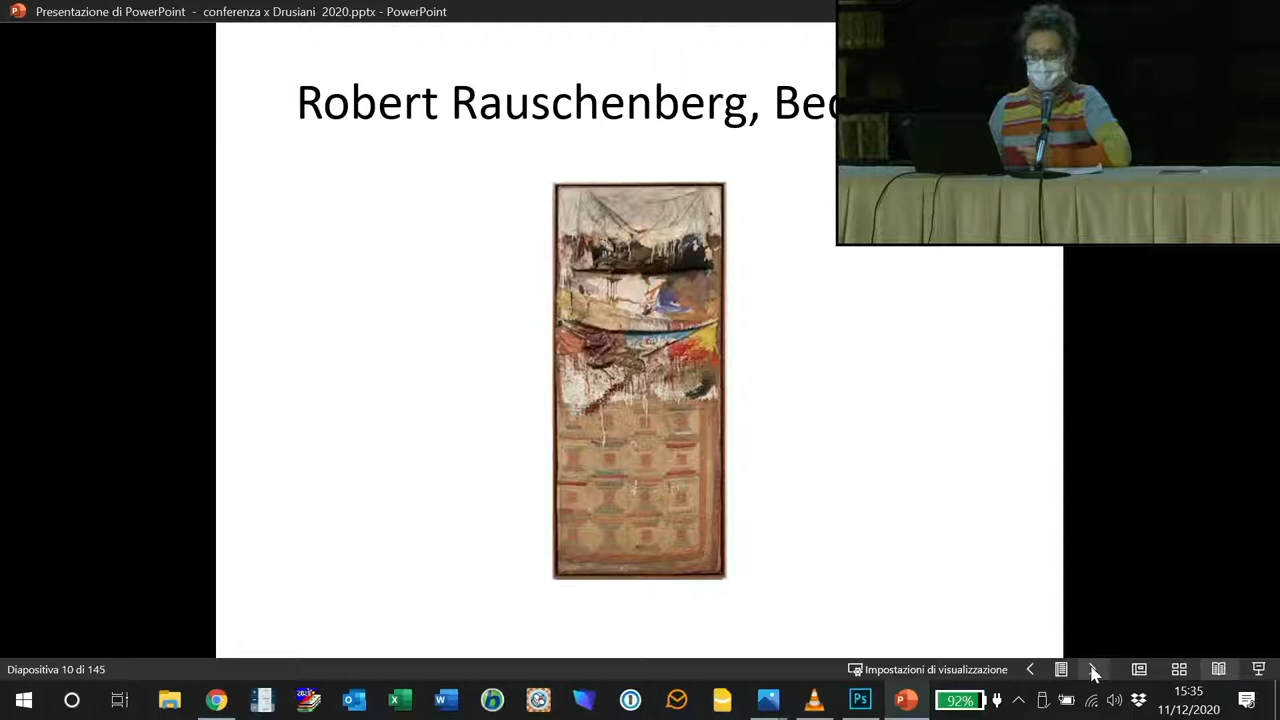 Presentazione di PowerPoint - conferenza x Drusiani 2020.pptx - PowerPoint
Robert Rauschenberg,
Diapositiva 10 di 145
Impostazioni di visualizzazione
92%
15:35
11/12/2020